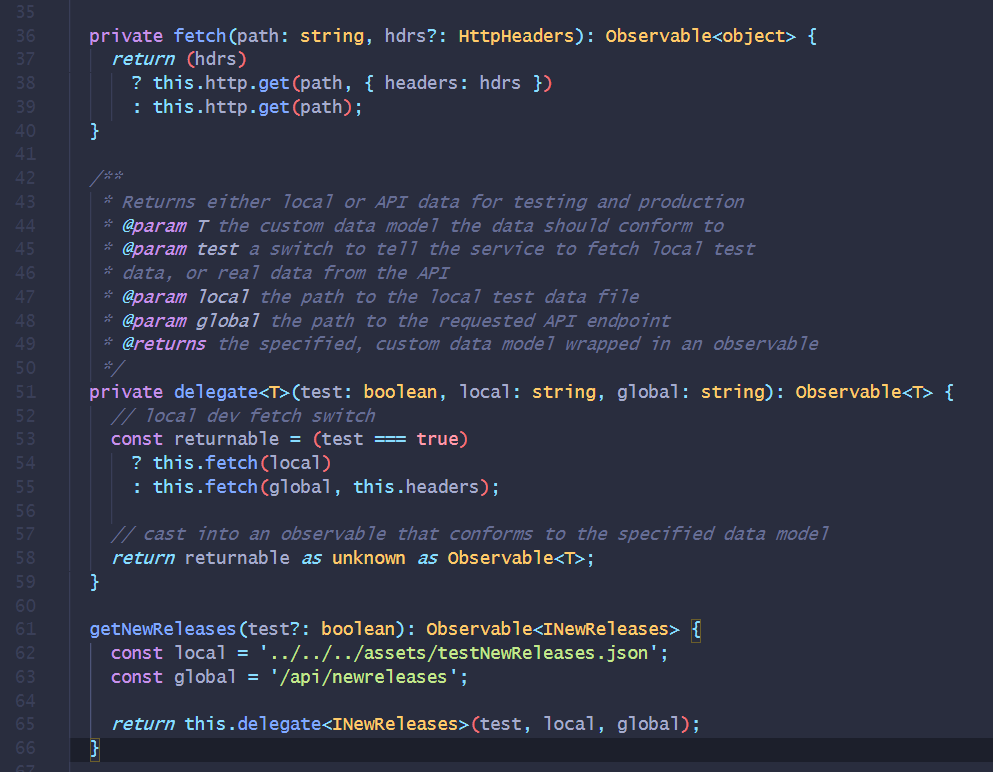 35
36 private fetch(path: string, hdrs?: HttpHeaders): Observable<object> {
37 return (hdrs)
38 ? this.http.get(path, { headers: hdrs })
39 : this.http.get(path);
40 }
41
42 /**
43 * Returns either local or API data for testing and production
44 * @param T the custom data model the data should conform to
45 * @param test a switch to tell the service to fetch local test
46 * data, or real data from the API
47 * @param local the path to the local test data file
48 * @param global the path to the requested API endpoint
49 * @returns the specified, custom data model wrapped in an observable
50 */
51 private delegate<T>(test: boolean, local: string, global: string): Observable<T> {
52 // local dev fetch switch
53 const returnable = (test === true)
54 ? this.fetch(local)
55 : this.fetch(global, this.headers);
56
57 // cast into an observable that conforms to the specified data model
58 return returnable as unknown as Observable<T>;
59 }
60
61 getNewReleases(test?: boolean): Observable<INewReleases> {
62 const local = '../../../assets/testNewReleases.json';
63 const global = '/api/newreleases';
64
65 return this.delegate<INewReleases>(test, local, global);
66 }
67